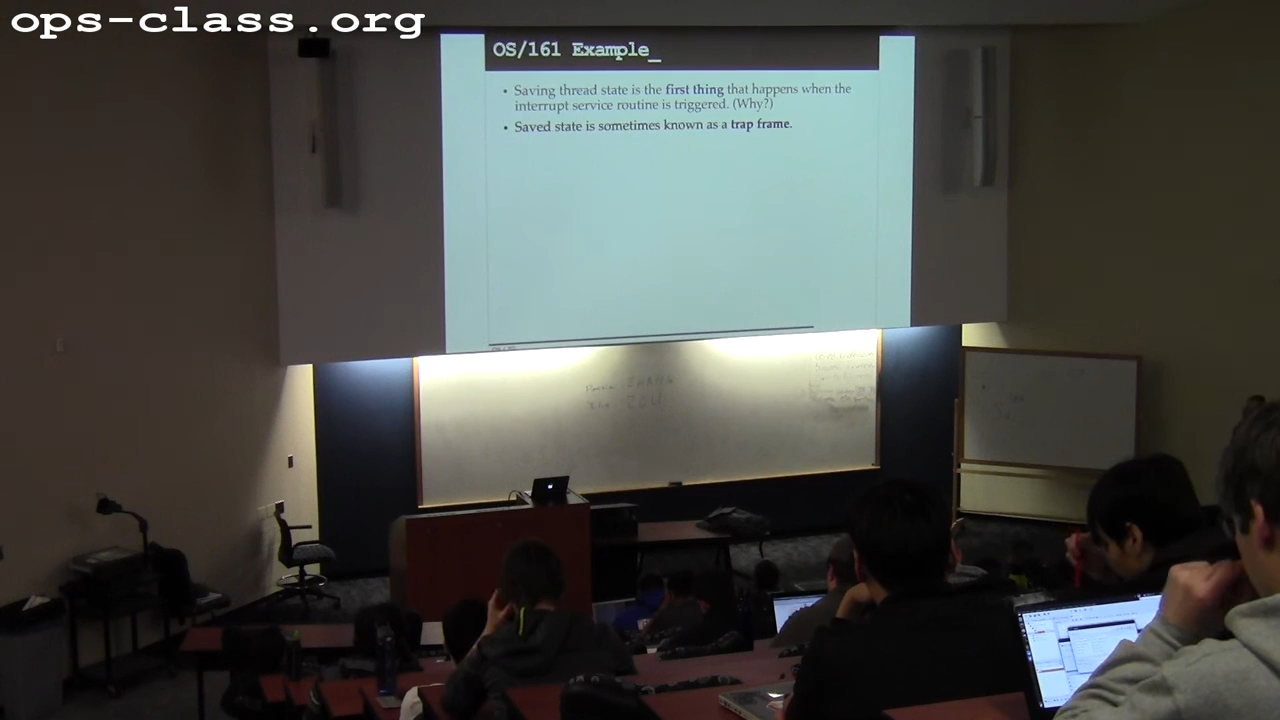 ops-class.org
OS/161 Example_
• Saving thread state is the first thing that happens when the
interrupt service routine is triggered. (Why?)
• Saved state is sometimes known as a trap frame.